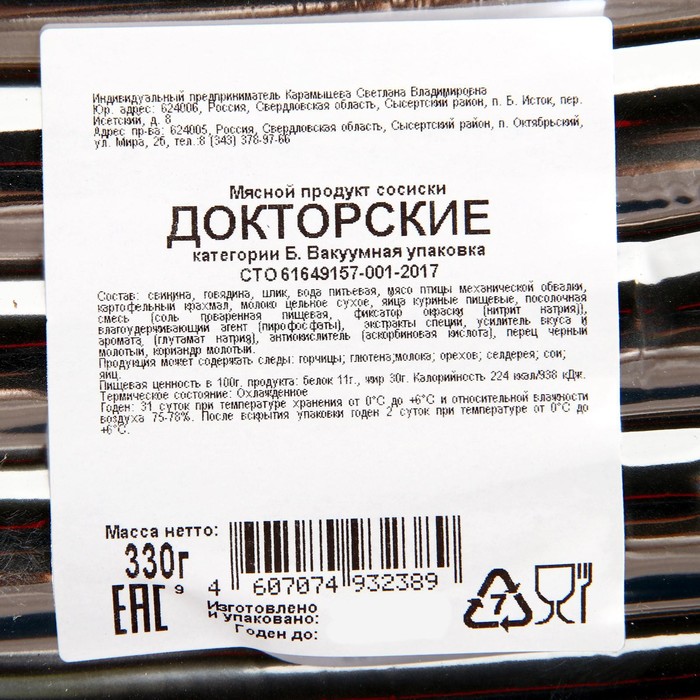 Индивидуальный предприниматель Карамышева Светлана Владимировна
Юр. адрес: 624006, Россия, Свердловская область, Сысертский район, п. Б. Исток, пер.
Исетский, д. 8
Адрес пр-ва: 624005, Россия, Свердловская область, Сысертский район, п. Октябрьский,
ул. Мира, 2б, тел.:8 (343) 378-97-66
Мясной продукт сосиски
ДОКТОРСКИЕ
категории Б. Вакуумная упаковка
СТО 61649157-001-2017
Состав: свинина, говядина, шпик, вода питьевая, мясо птицы механической обвалки,
картофельный крахмал, молоко цельное сухое, яйца куриные пищевые, посолочная
смесь (соль поваренная пищевая, фиксатор окраски (нитрит натрия)),
влагоудерживающий агент (пирофосфаты), экстракты специи, усилитель вкуса и
аромата, (глутамат натрия), антиокислитель (аскорбиновая кислота), перец черный
молотый, кориандр молотый.
Продукция может содержать следы: горчицы; глютена;молока; орехов; селдерея; сои;
яиц.
Пищевая ценность в 100г. продукта: белок 11г., жир 30г. Калорийность 224 ккал/938 кДж.
Термическое состояние: Охлажденное
Годен: 31 суток при температуре хранения от 0°С до +6°С и относительной влажности
воздуха 75-78%. После вскрытия упаковки годен 2 суток при температуре от 0°С до
+6°С.
Масса нетто:
330г
4 607074 932389
ЕАС 9
Изготовлено
и упаковано:
Годен до:
7